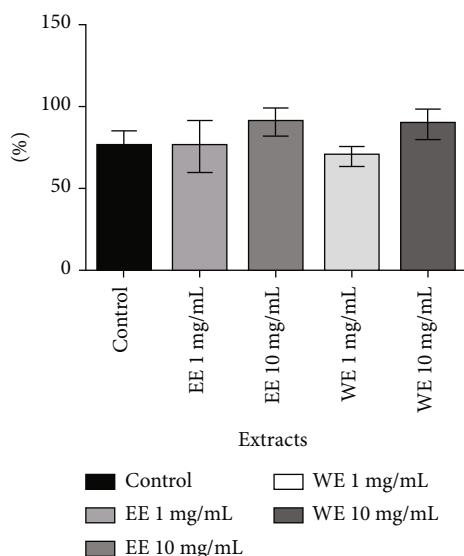 150
100
50
0
(%)
Control
EE 1 mg/mL
EE 10 mg/mL
WE 1 mg/mL
WE 10 mg/mL
Extracts
Control
WE 1 mg/mL
EE 1 mg/mL
WE 10 mg/mL
EE 10 mg/mL